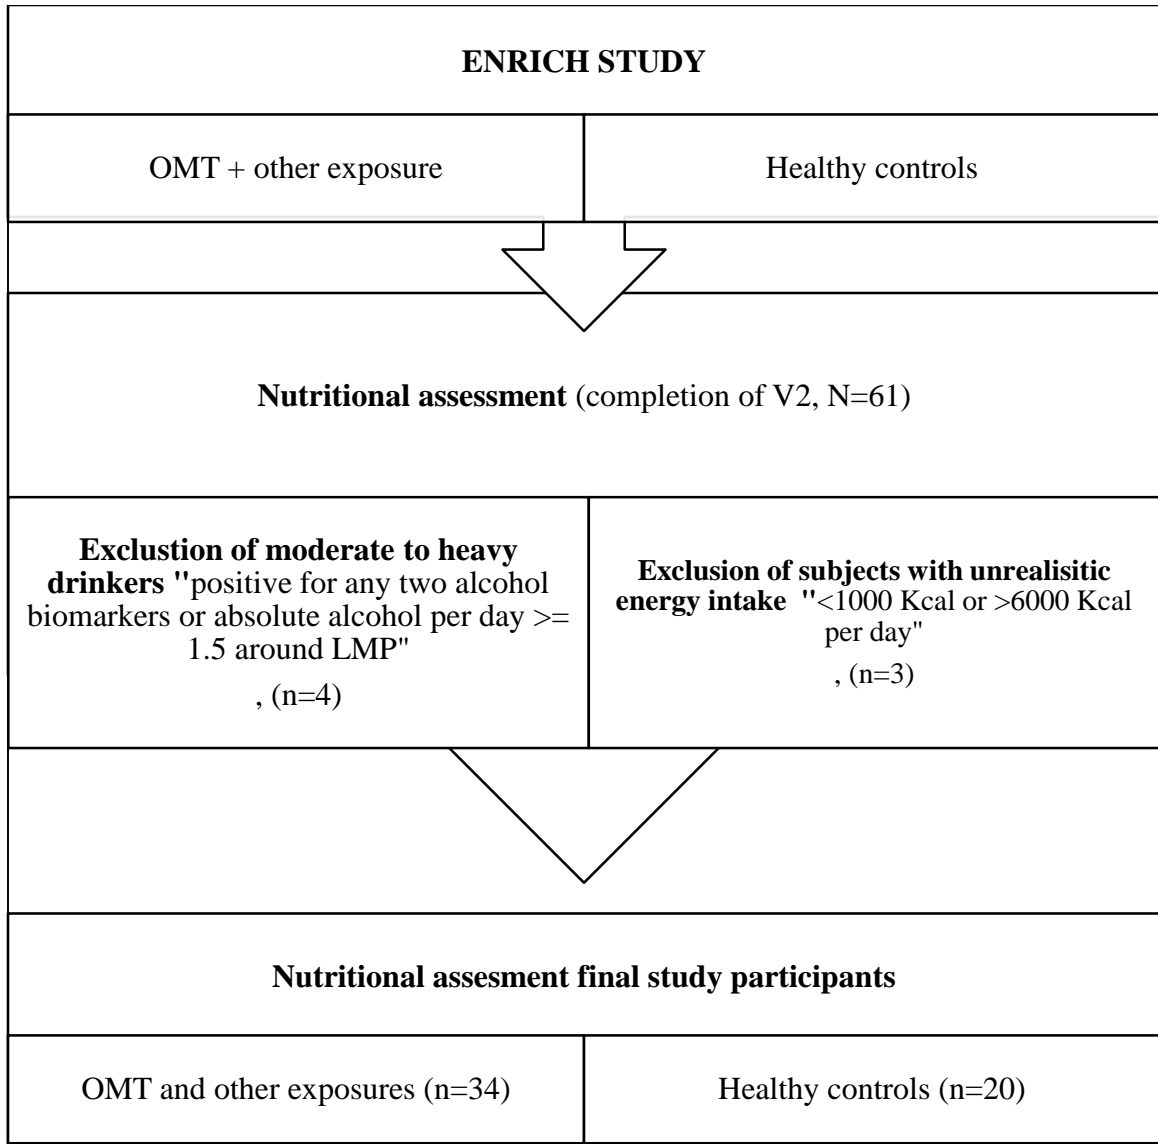 ENRICH STUDY
OMT + other exposure
Healthy controls
Nutritional assessment (completion of V2, N=61)
Exclustion of moderate to heavy
drinkers "positive for any two alcohol
biomarkers or absolute alcohol per day >=
1.5 around LMP"
, (n=4)
Exclusion of subjects with unrealisitic
energy intake "<1000 Kcal or >6000 Kcal
per day"
, (n=3)
Nutritional assesment final study participants
OMT and other exposures (n=34)
Healthy controls (n=20)